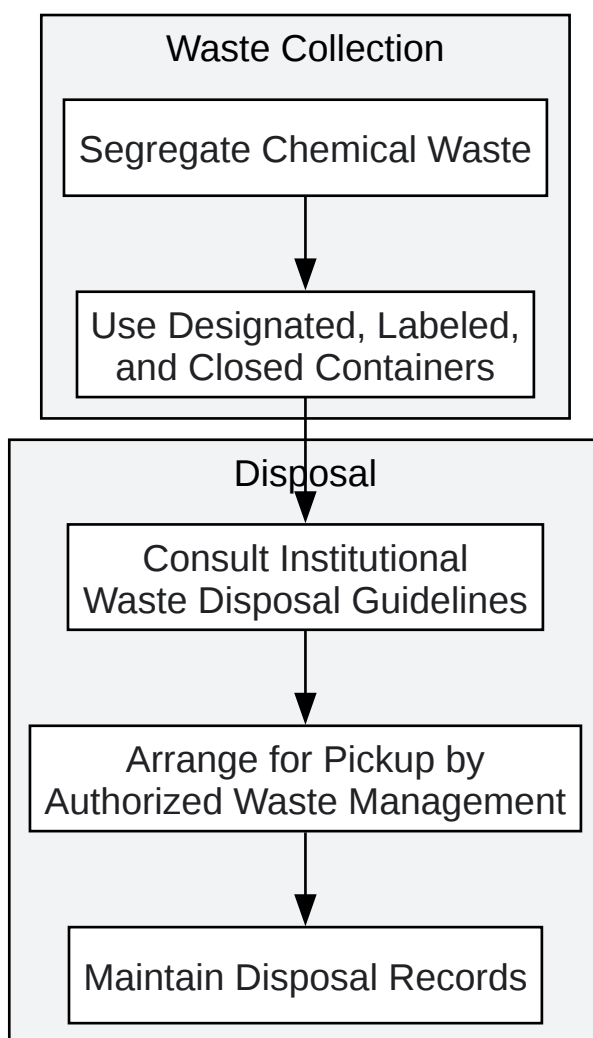 Waste Collection
Segregate Chemical Waste
Use Designated, Labeled,
and Closed Containers
Disposal
Consult Institutional
Waste Disposal Guidelines
Arrange for Pickup by
Authorized Waste Management
Maintain Disposal Records